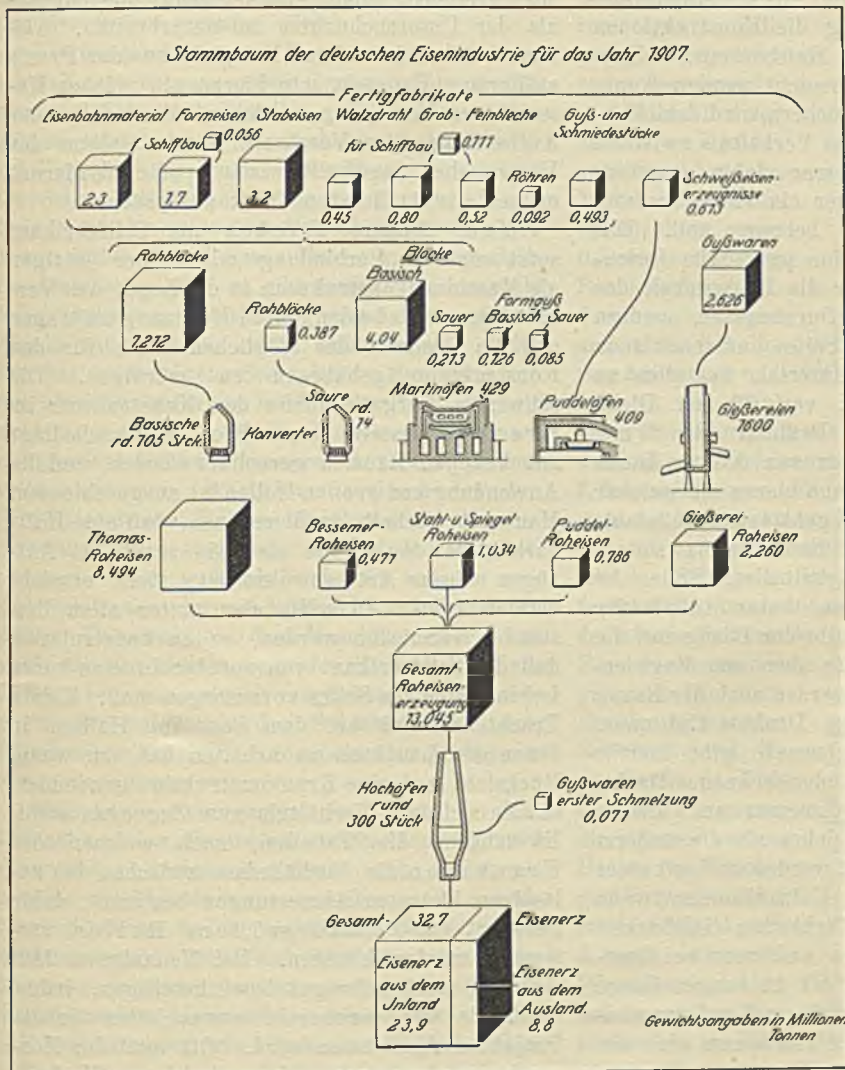 Stammbaum der deutschen Eisenindustrie für das Jahr 1907.
Fertigfabrikate
Eisenbahnmaterial Formeisen Stabeisen Walzdraht Grob- Feinbleche Guß- und
Schmiedestücke
f Schiffbau 0.056
für Schiffbau 0,111
Röhren
Schweißeisen-
erzeugnisse
0,673
2.3 1,7 3,2 0,45 0,80 0,52 0,092 0,493
Rohblöcke
7,212
Rohblöcke
0.387
Blöcke
Basisch
4,04
Sauer
0,213
Formguß
Basisch Sauer
0,126 0,085
Gußwaren
2,626
Basische
rd. 105 Stck.
Konverter
Saure
rd.
14
Martinöfen 429
Puddelofen
409
Gießereien
1600
Thomas-
Roheisen
8,494
Bessemer-
Roheisen
0,477
Stahl- u Spiegel
Roheisen
1,034
Puddel-
Roheisen
0,786
Gießerei
Roheisen
2,260
Gesamt
Roheisen-
erzeugung
13,045
Hochöfen
rund
300 Stück
Gußwaren
erster Schmelzung
0,071
Gesamt- 32,7 Eisenerz
Eisenerz
aus dem
Jnland
23,9
Eisenerz
aus dem
Ausland.
8,8
Gewichtsangaben in Millionen
Tonnen